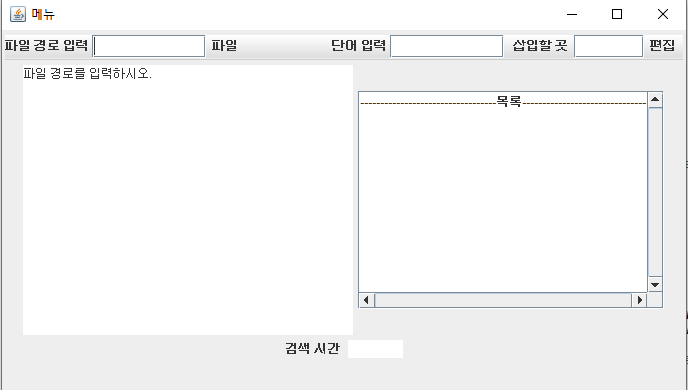 메뉴
파일 경로 입력 파일 단어 입력 삽입할 곳 편집
파일 경로를 입력하시오.
----------------------------------목록-------------------------------
검색 시간